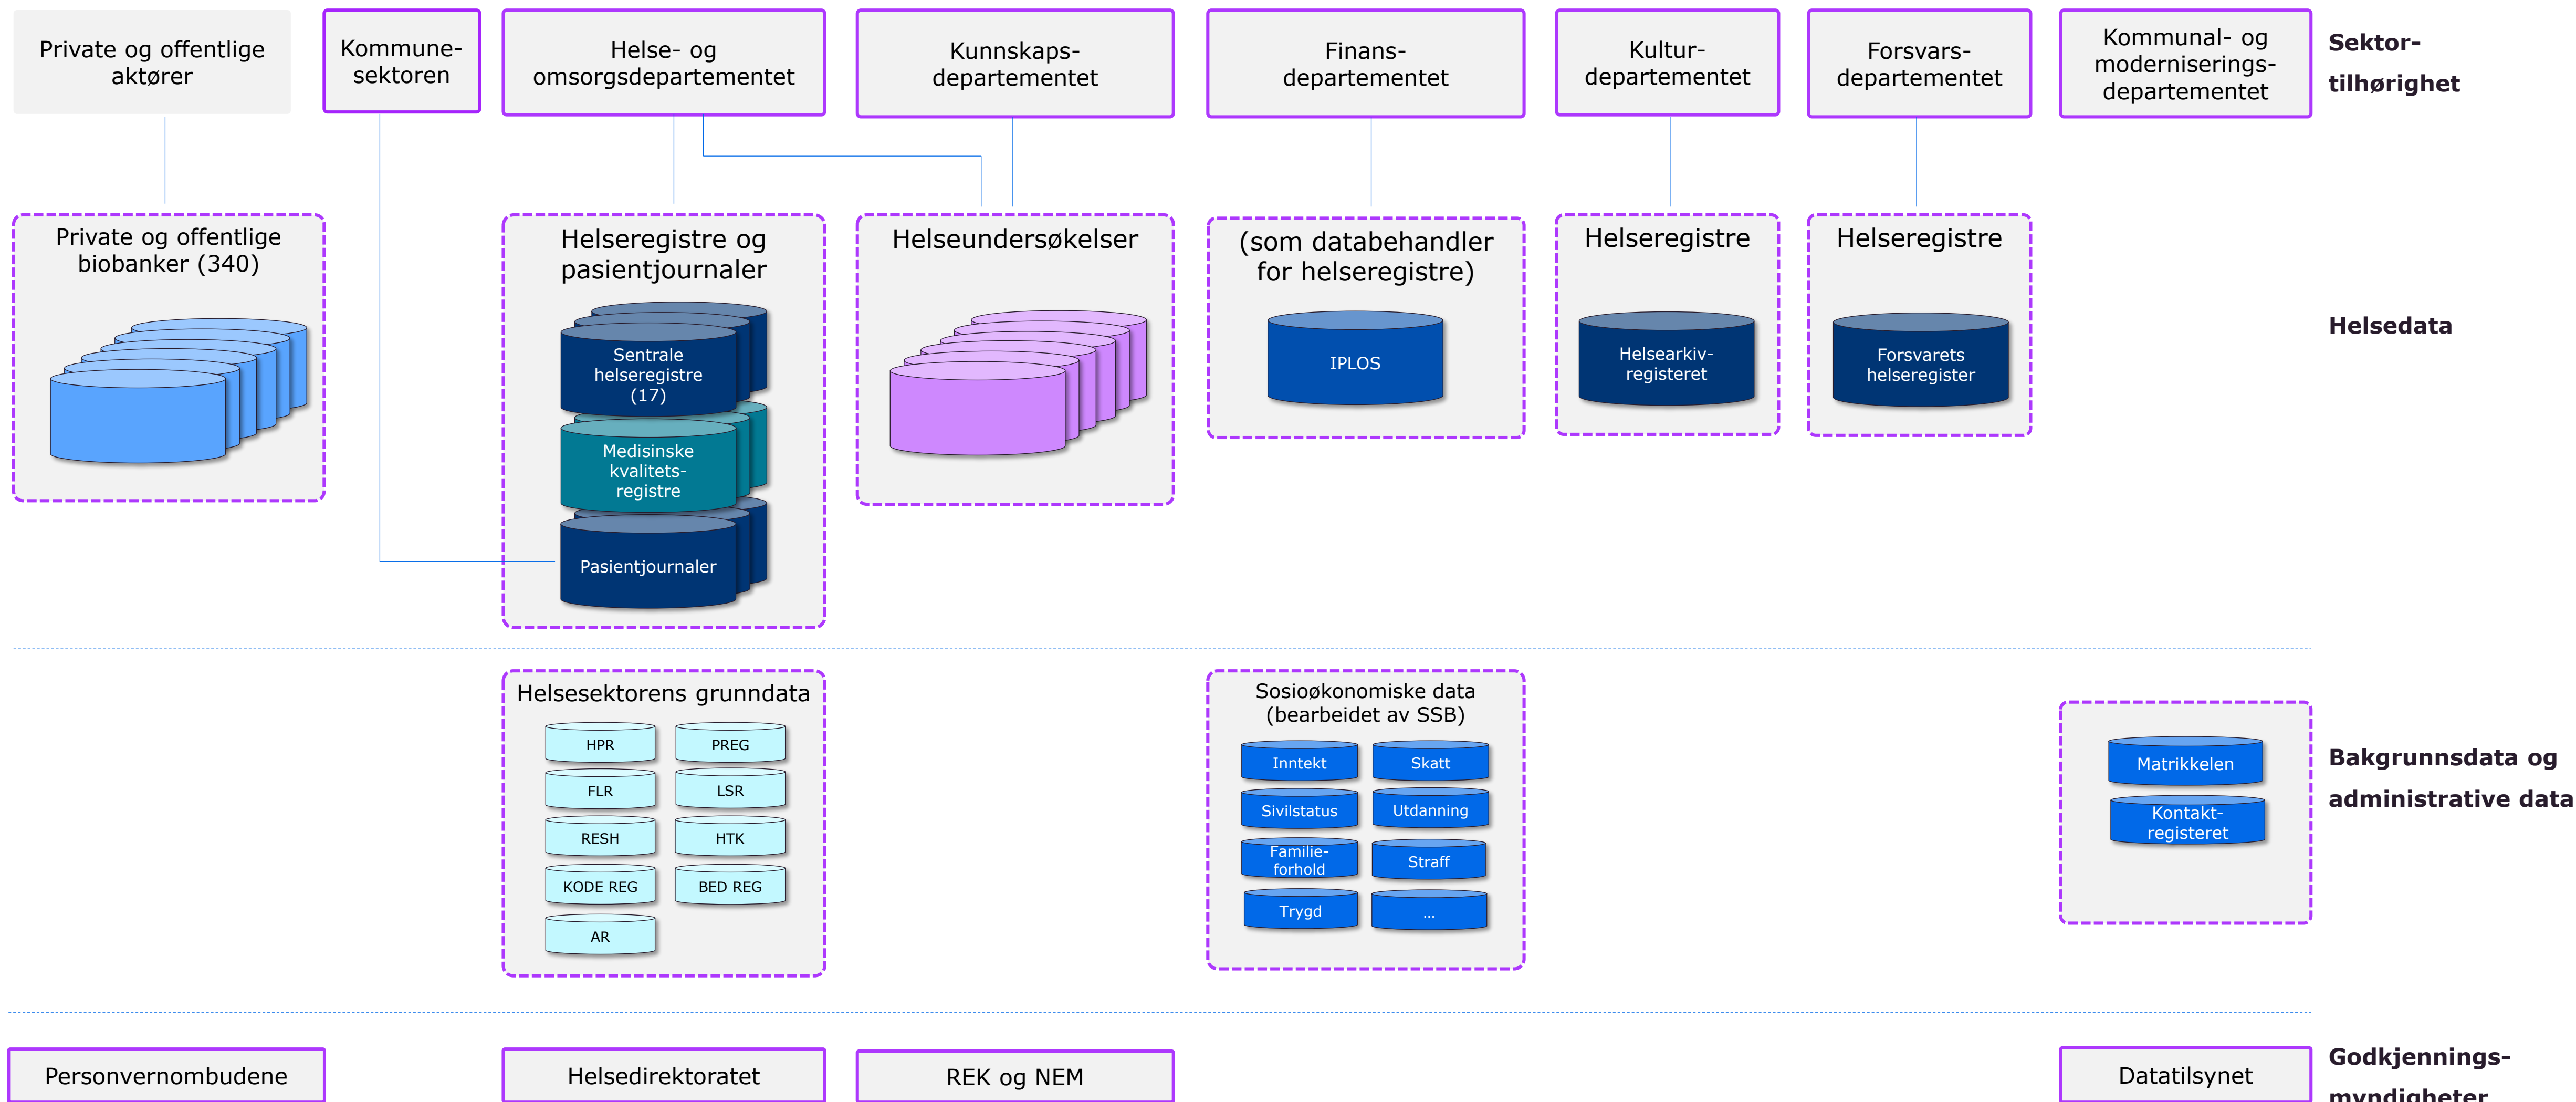 Private og offentlige
aktører
Kommune-
sektoren
Helse- og
omsorgsdepartementet
Kunnskaps-
departementet
Finans-
departementet
Kultur-
departementet
Forsvars-
departementet
Kommunal- og
moderniserings-
departementet
Sektor-
tilhørighet
Private og offentlige
biobanker (340)
Helseregistre og
pasientjournaler
Sentrale
helseregistre
(17)
Medisinske
kvalitets-
registre
Pasientjournaler
Helseundersøkelser
(som databehandler
for helseregistre)
IPLOS
Helseregistre
Helsearkiv-
registeret
Helseregistre
Forsvarets
helseregister
Helsedata
Helsesektorens grunndata
HPR
PREG
FLR
LSR
RESH
HTK
KODE REG
BED REG
AR
Sosioøkonomiske data
(bearbeidet av SSB)
Inntekt
Skatt
Sivilstatus
Utdanning
Familie-
forhold
Straff
Trygd
...
Matrikkelen
Kontakt-
registeret
Bakgrunnsdata og
administrative data
Personvernombudene
Helsedirektoratet
REK og NEM
Datatilsynet
Godkjennings-
myndigheter